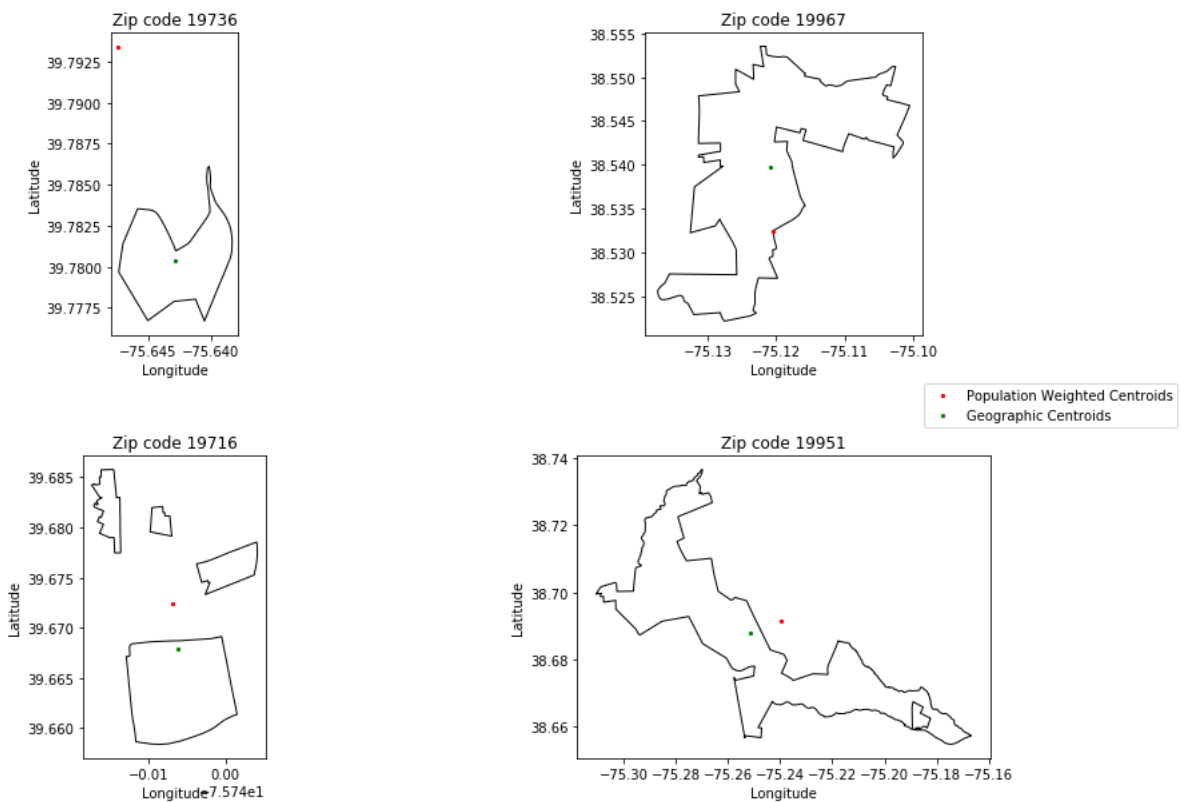 Zip code 19736
39.7925
39.7900
39.7875
39.7850
39.7825
39.7800
39.7775
Latitude
−75.645 −75.640
Longitude
Zip code 19967
38.555
38.550
38.545
38.540
38.535
38.530
38.525
Latitude
−75.13 −75.12 −75.11 −75.10
Longitude
Population Weighted Centroids
Geographic Centroids
Zip code 19716
39.685
39.680
39.675
39.670
39.665
39.660
Latitude
−0.01 0.00
Longitude
−7.574e1
Zip code 19951
38.74
38.72
38.70
38.68
38.66
Latitude
−75.30 −75.28 −75.26 −75.24 −75.22 −75.20 −75.18 −75.16
Longitude